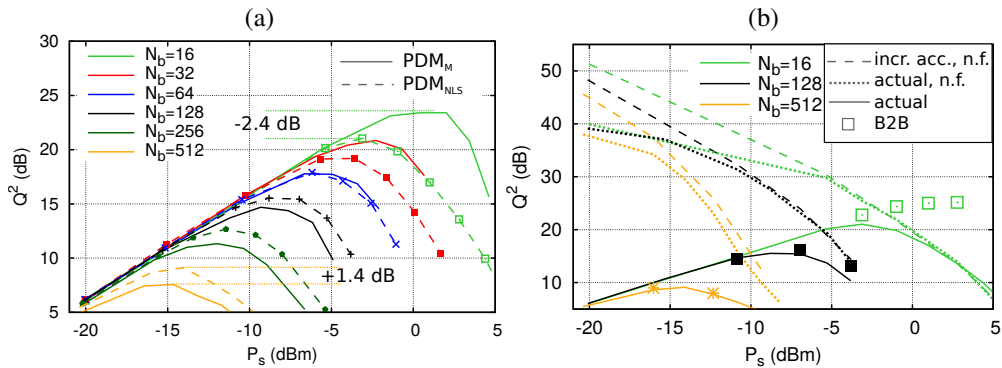 (a)
(b)
30
25
20
15
10
5
Q² (dB)
-20
-15
-10
-5
0
5
P_s (dBm)
N_b=16
N_b=32
N_b=64
N_b=128
N_b=256
N_b=512
PDM_M
PDM_NLS
-2.4 dB
+1.4 dB
50
40
30
20
10
0
Q² (dB)
-20
-15
-10
-5
0
5
P_s (dBm)
N_b=16
N_b=128
N_b=512
incr. acc., n.f.
actual, n.f.
actual
B2B